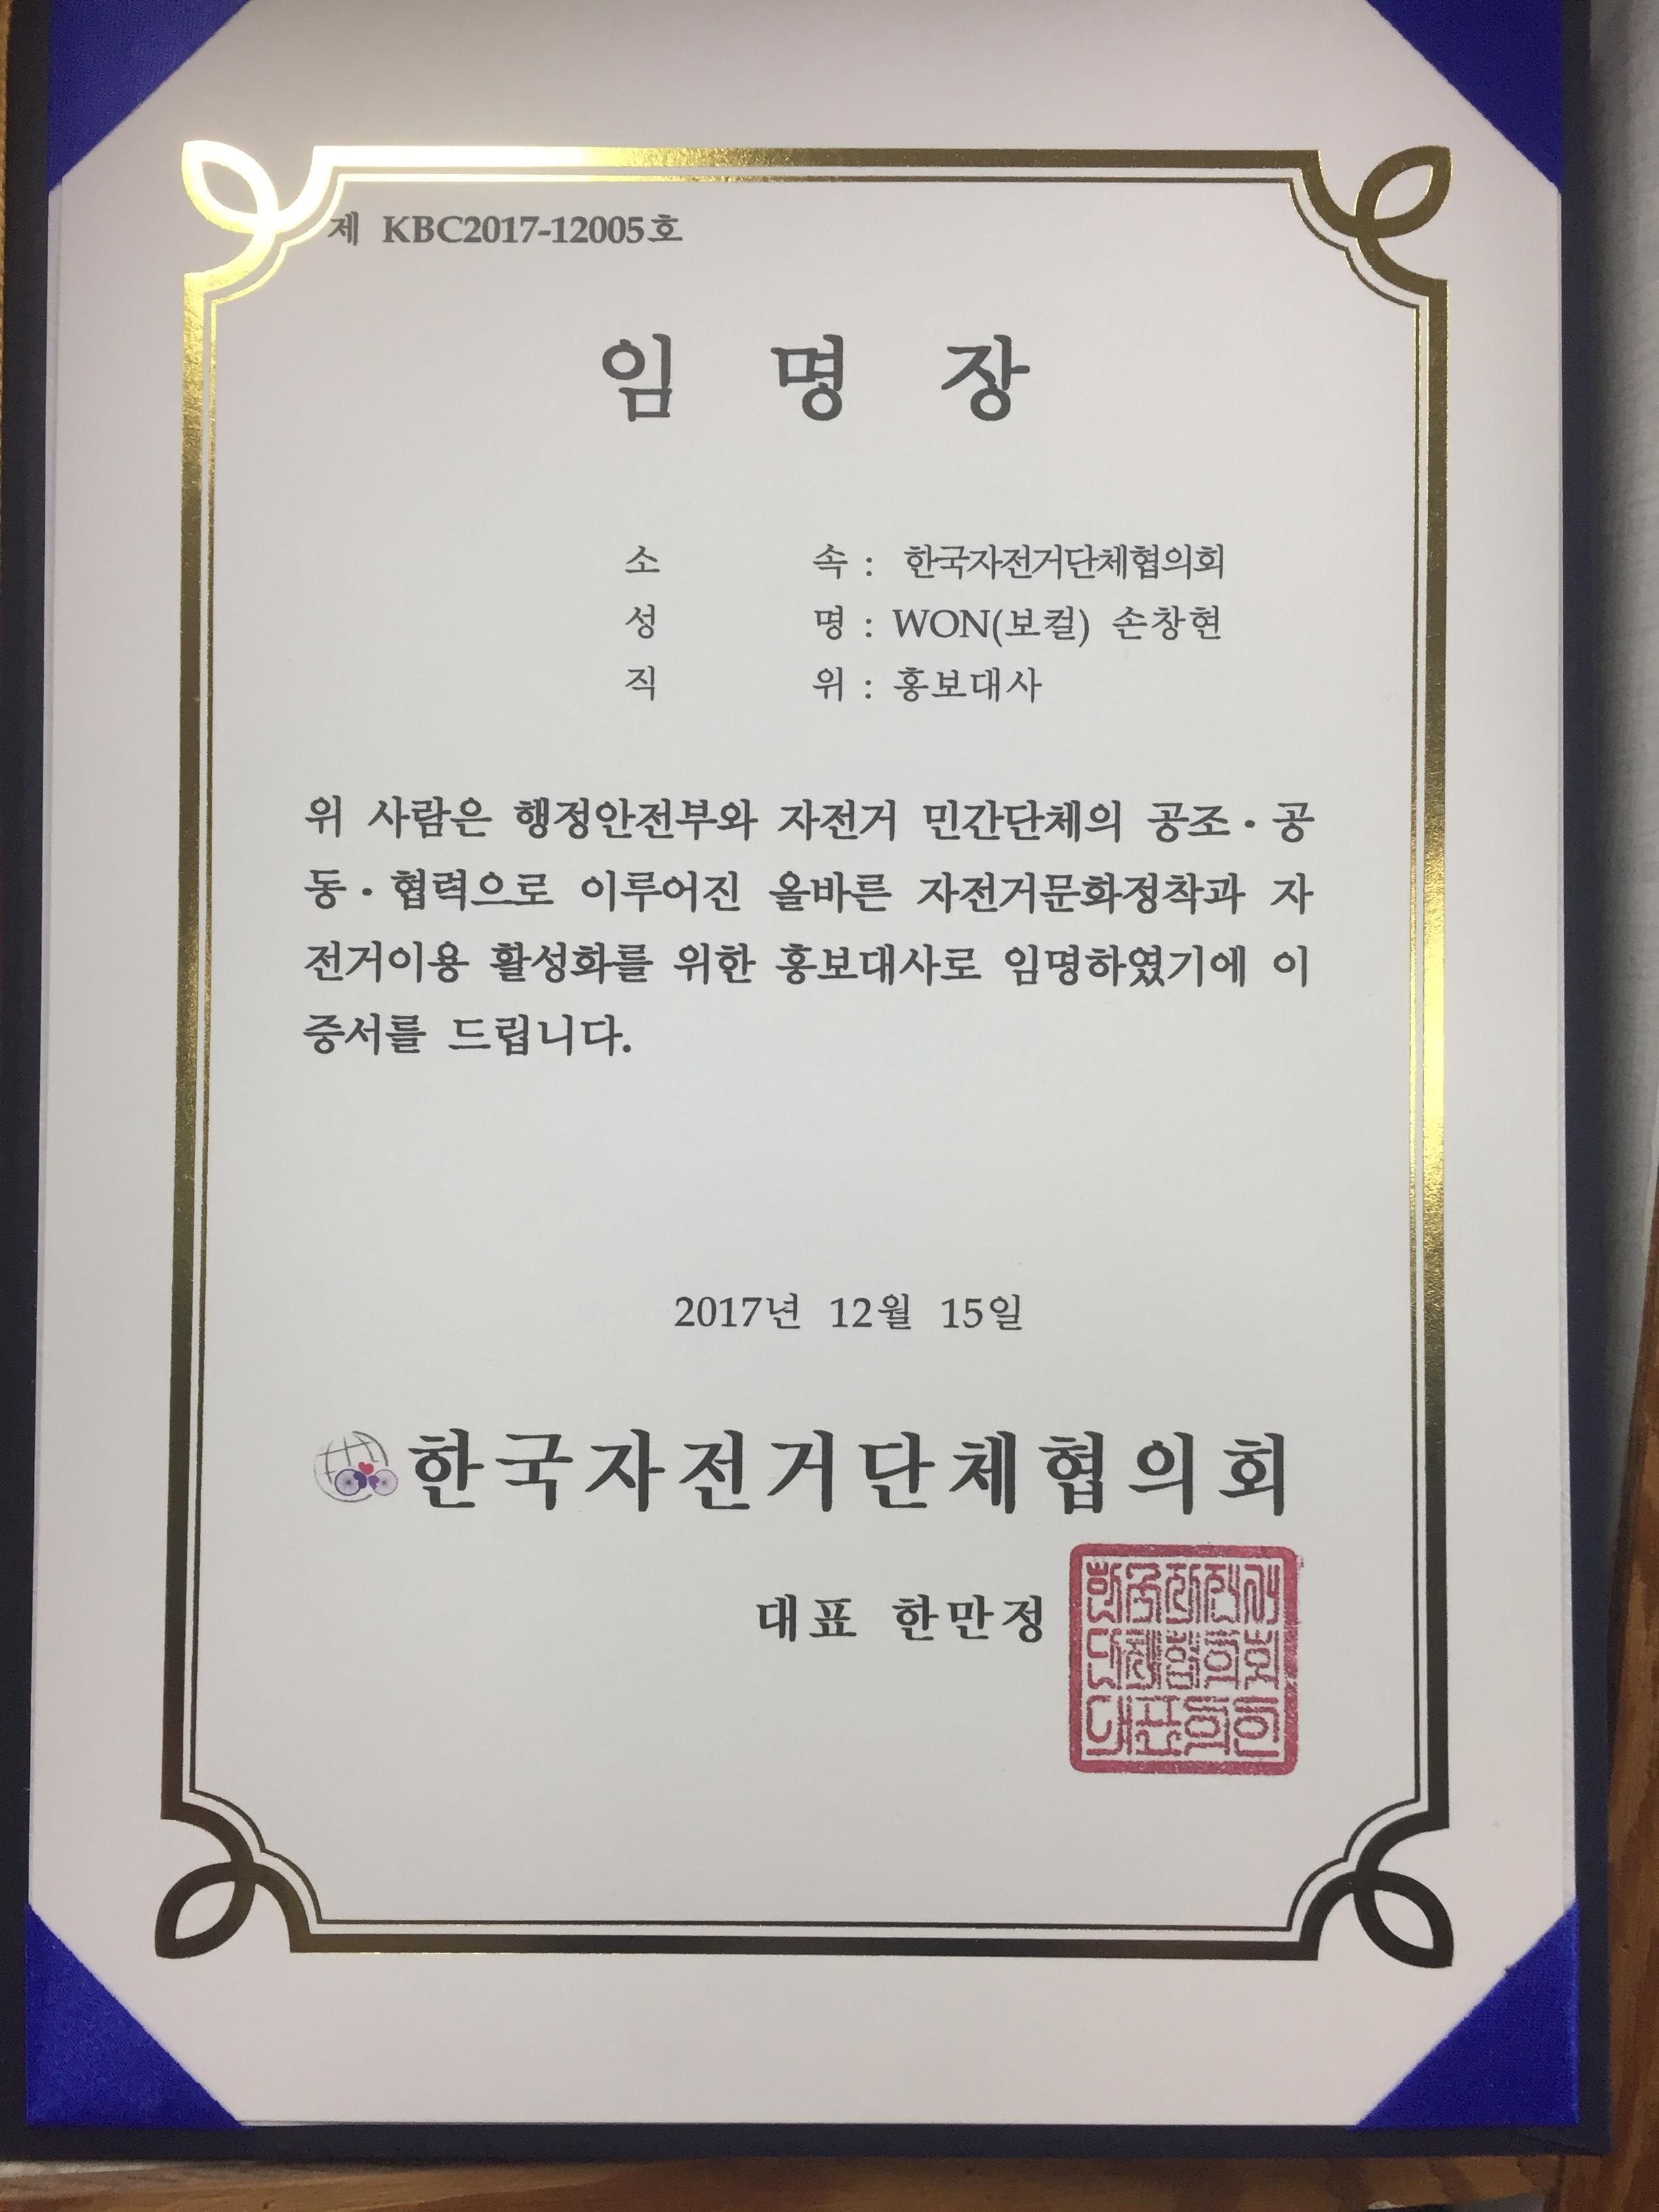 제 KBC2017-12005호
임 명 장
소 속 : 한국자전거단체협의회
성 명 : WON(보컬) 손창현
직 위 : 홍보대사
위 사람은 행정안전부와 자전거 민간단체의 공조·공
동·협력으로 이루어진 올바른 자전거문화정착과 자
전거이용 활성화를 위한 홍보대사로 임명하였기에 이
증서를 드립니다.
2017년 12월 15일
한국자전거단체협의회
대표 한만정